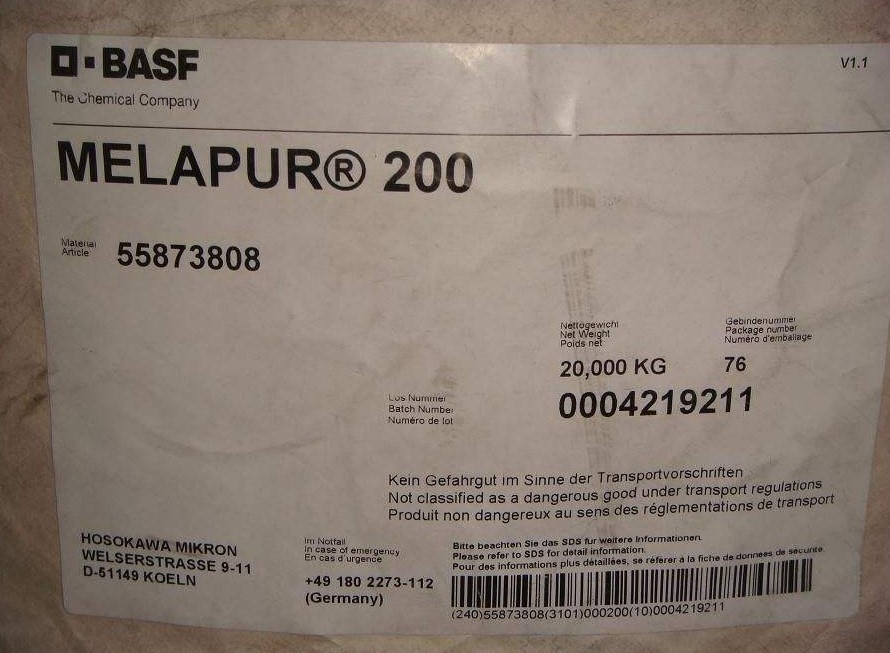 BASF
The Chemical Company
V1.1
MELAPUR® 200
Material
Article
55873808
Nettogewicht
Net Weight
Poids net
20,000 KG
Gebindenummer
Package number
Numéro d'emballage
76
Los Nummer
Batch Number
Numéro de lot
0004219211
Kein Gefahrgut im Sinne der Transportvorschriften
Not classified as a dangerous good under transport regulations
Produit non dangereux au sens des réglementations de transport
HOSOKAWA MIKRON
WELSERSTRASSE 9-11
D-51149 KOELN
Im Notfall
In case of emergency
En cas d'urgence
+49 180 2273-112
(Germany)
Bitte beachten Sie das SDS fur weitere Informationen.
Please refer to SDS for detail information.
Pour des informations plus détaillées, se référer à la fiche de données de sécurité
(240)55873808(3101)000200(10)0004219211